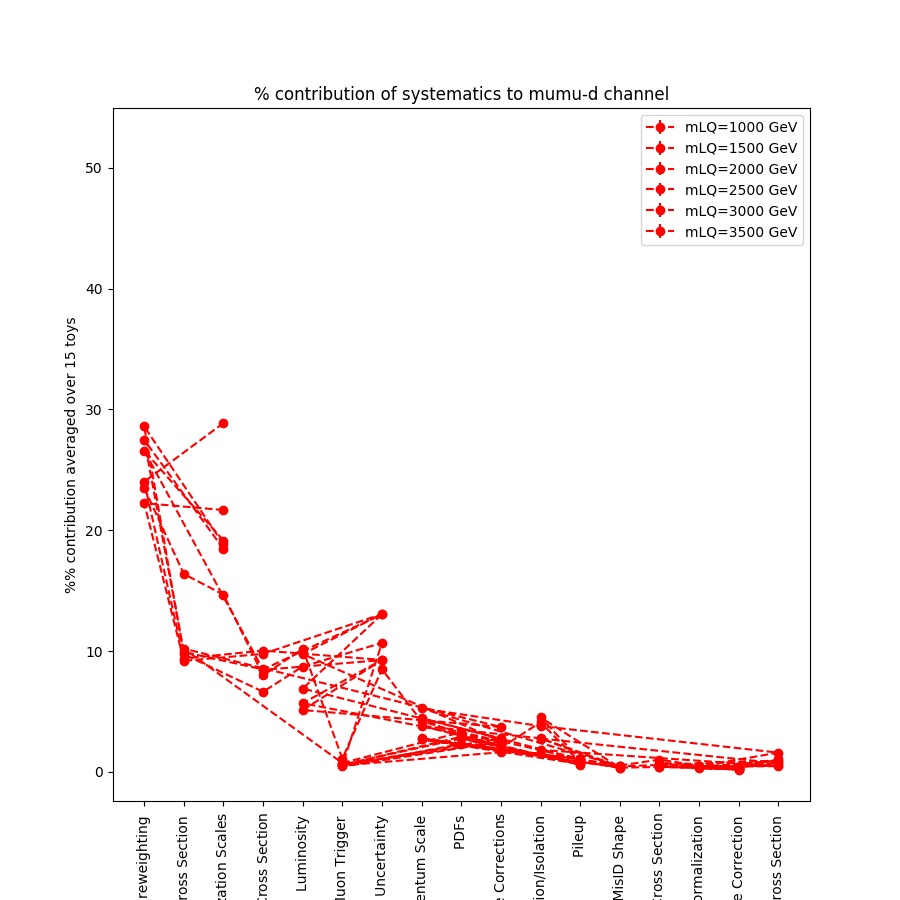 % contribution of systematics to mumu-d channel
mLQ=1000 GeV
mLQ=1500 GeV
mLQ=2000 GeV
mLQ=2500 GeV
mLQ=3000 GeV
mLQ=3500 GeV
%% contribution averaged over 15 toys
50
40
30
20
10
0
reweighting
ross Section
ation Scales
Cross Section
Luminosity
luon Trigger
Uncertainty
entum Scale
PDFs
e Corrections
ion/Isolation
Pileup
MisID Shape
Cross Section
ormalization
e Correction
ross Section